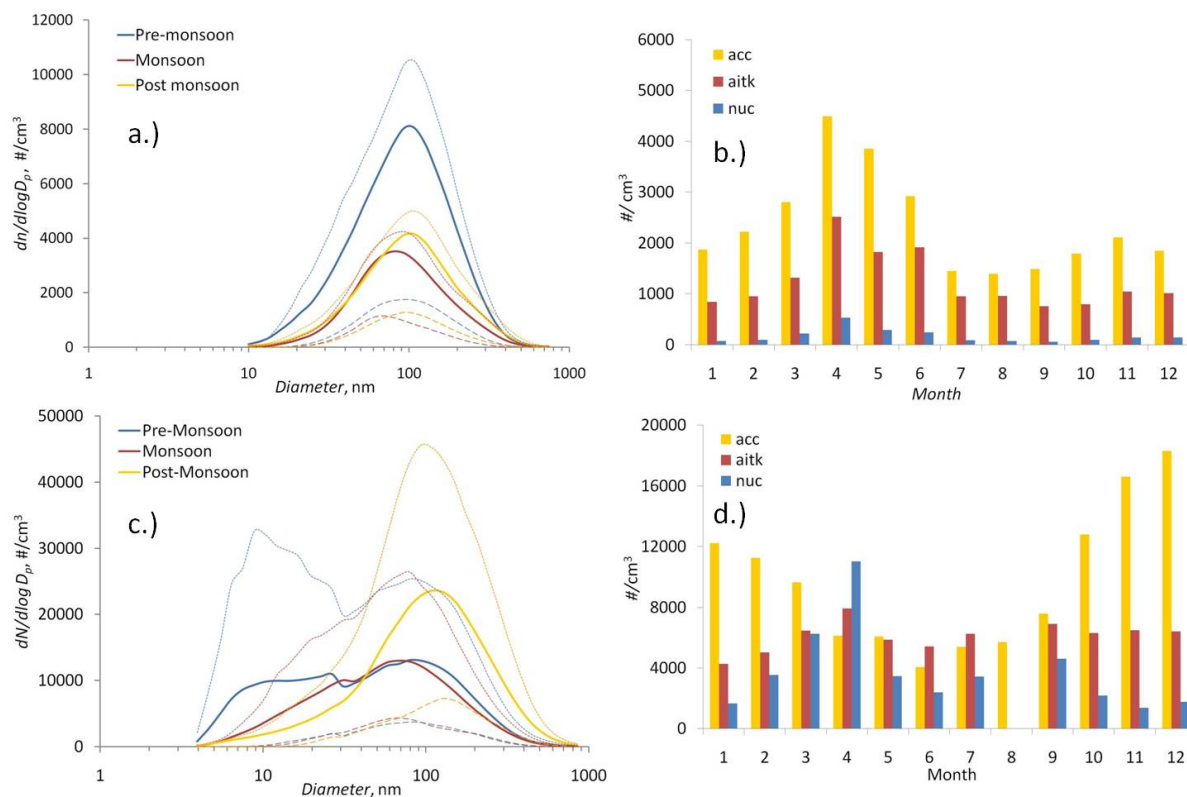 12000
10000
8000
6000
4000
2000
0
dn/dlogDp, #/cm³
Pre-monsoon
Monsoon
Post monsoon
a.)
1
10
100
1000
Diameter, nm
6000
5000
4000
3000
2000
1000
0
#/ cm³
acc
aitk
nuc
b.)
1 2 3 4 5 6 7 8 9 10 11 12
Month
50000
40000
30000
20000
10000
0
dN/dlog Dp, #/cm³
Pre-Monsoon
Monsoon
Post-Monsoon
c.)
1
10
100
1000
Diameter, nm
20000
16000
12000
8000
4000
0
#/cm³
acc
aitk
nuc
d.)
1 2 3 4 5 6 7 8 9 10 11 12
Month